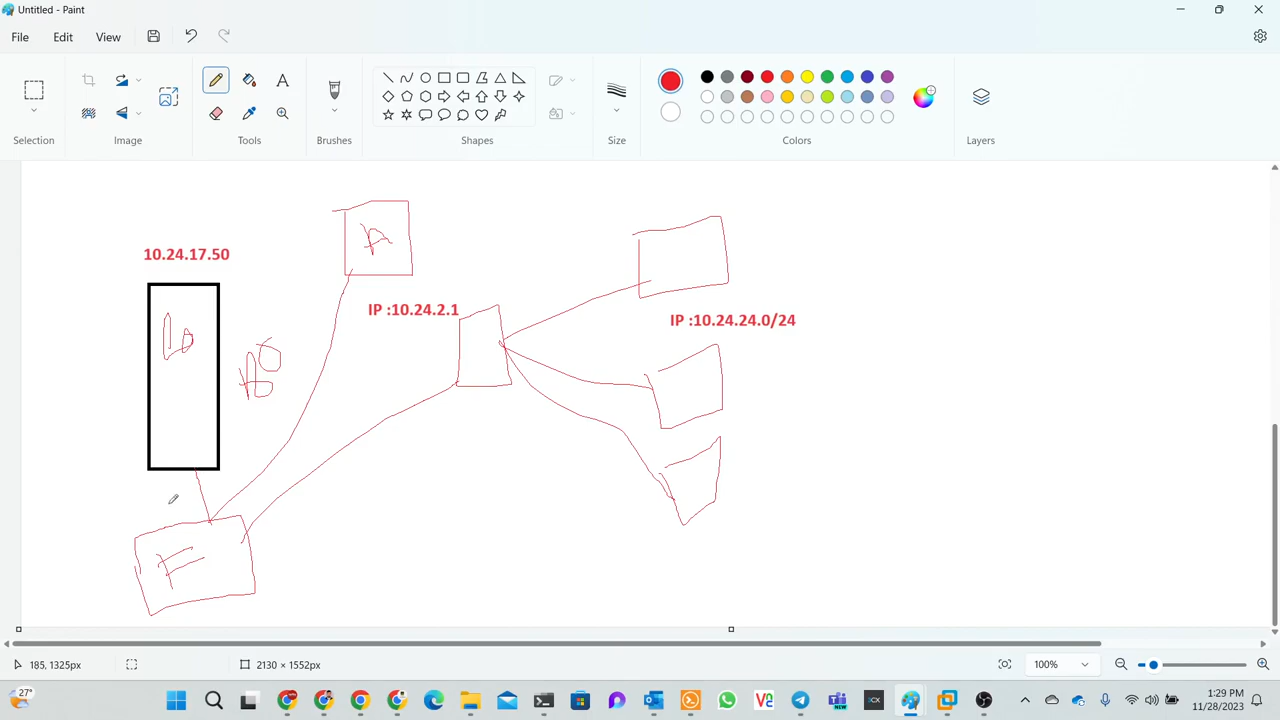 Untitled - Paint
File Edit View
Selection Image Tools Brushes Shapes Size Colors Layers
A
10.24.17.50
IP :10.24.2.1
IP :10.24.24.0/24
F
185, 1325px 2130 × 1552px 100%
27° 1:29 PM
11/28/2023